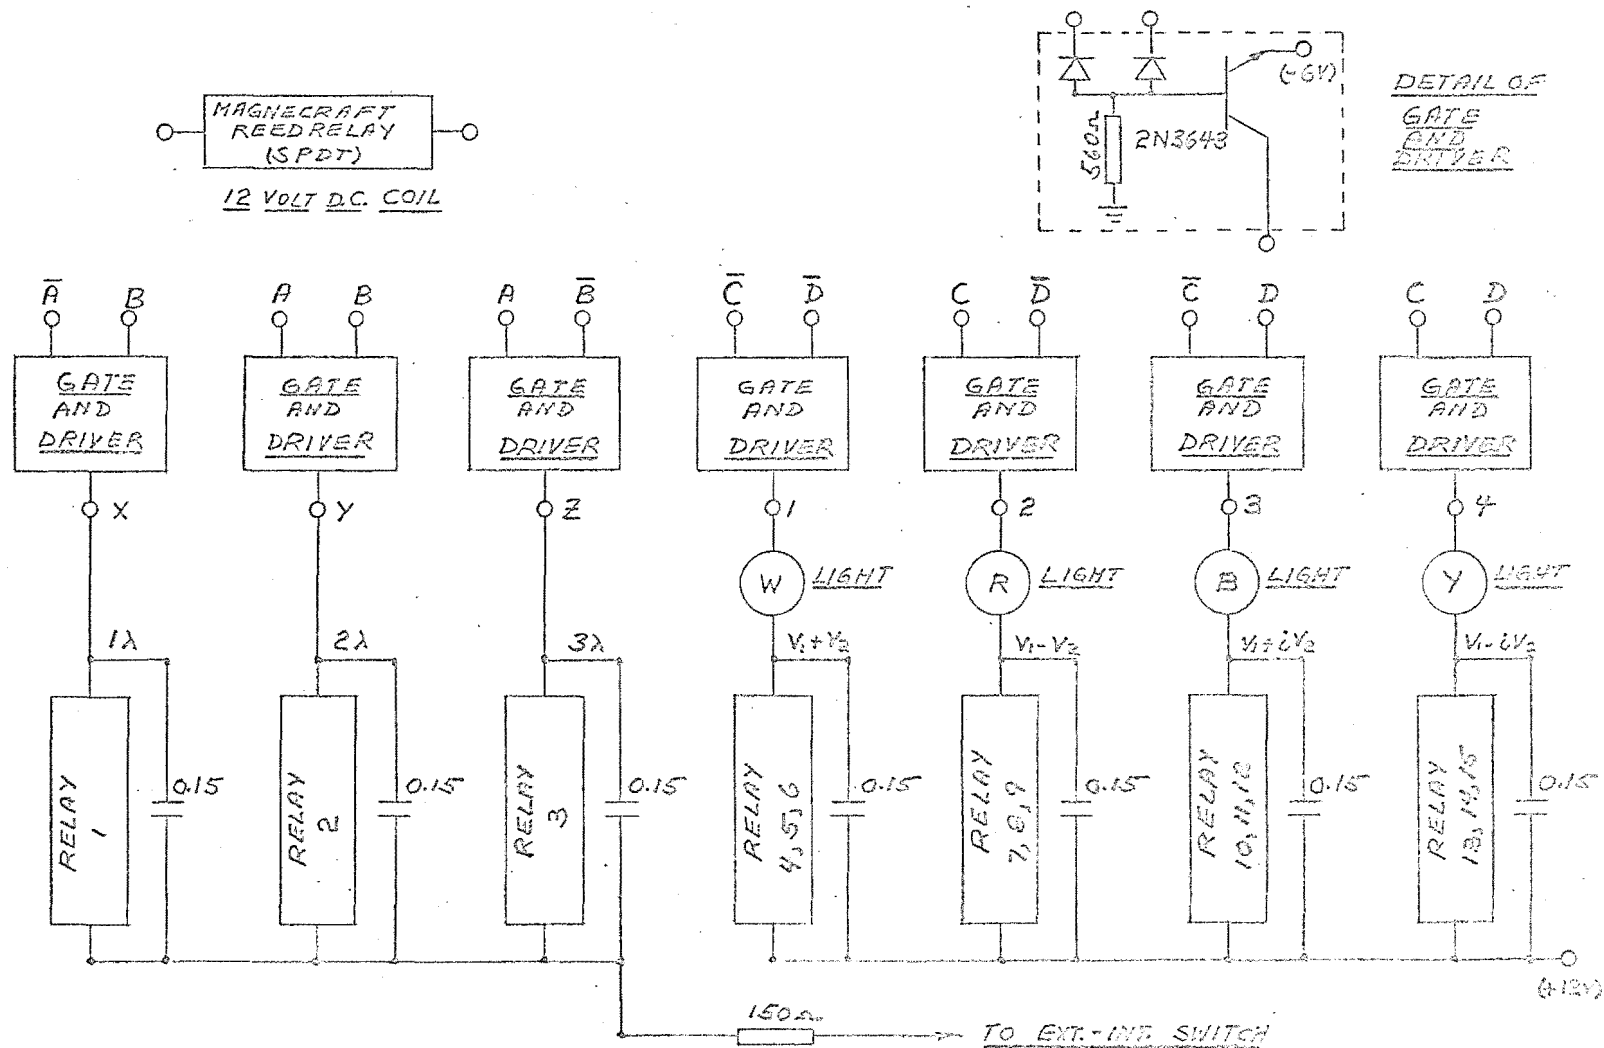 MAGNECRAFT
REED RELAY
(SPDT)
12 VOLT D.C. COIL
(-6V)
560Ω
2N3643
DETAIL OF
GATE
AND
DRIVER
A̅ B A B A B̅ C̅ D̅ C D̅ C̅ D C D
GATE
AND
DRIVER
GATE
AND
DRIVER
GATE
AND
DRIVER
GATE
AND
DRIVER
GATE
AND
DRIVER
GATE
AND
DRIVER
GATE
AND
DRIVER
X Y Z 1 2 3 4
W LIGHT R LIGHT B LIGHT Y LIGHT
1λ 2λ 3λ V₁+V₂ V₁-V₂ V₁+iV₂ V₁-iV₂
RELAY
1
0.15
RELAY
2
0.15
RELAY
3
0.15
RELAY
4,5,6
0.15
RELAY
7,8,9
0.15
RELAY
10,11,12
0.15
RELAY
13,14,15
0.15
(+12V)
150Ω
TO EXT.-INT. SWITCH